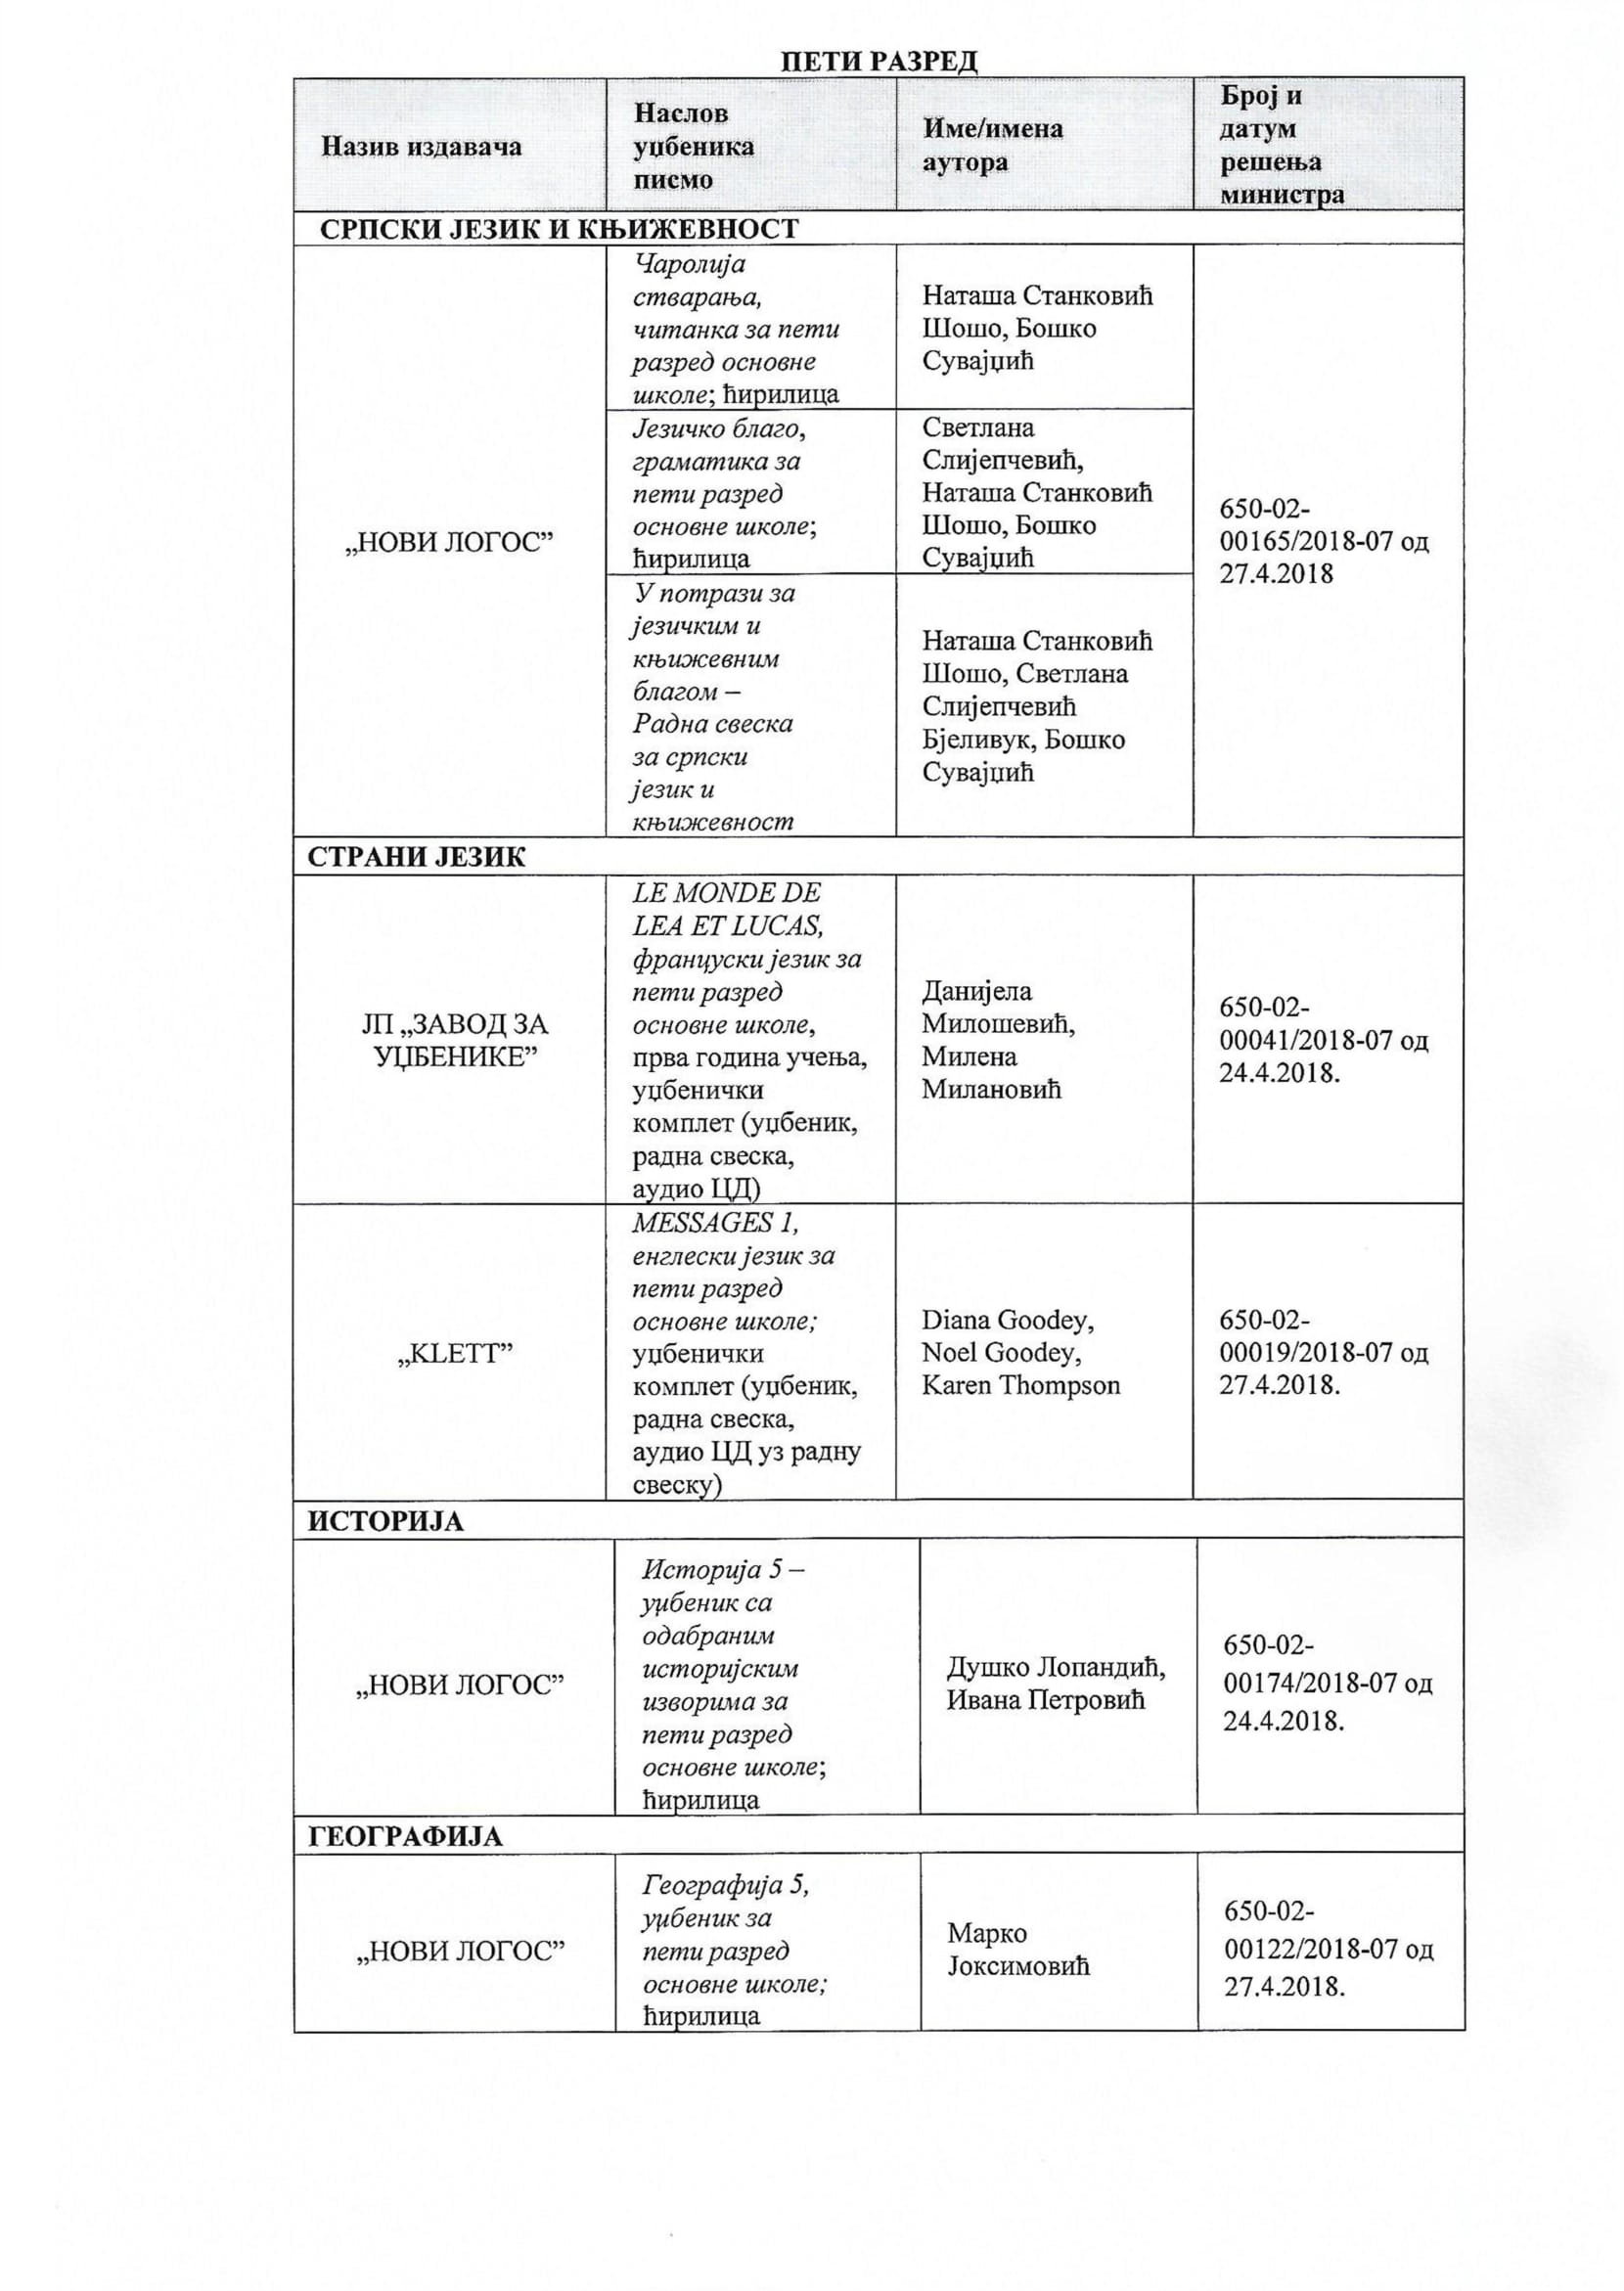 ПЕТИ РАЗРЕД
Назив издавача
Наслов
уџбеника
писмо
Име/имена
аутора
Број и
датум
решења
министра
СРПСКИ ЈЕЗИК И КЊИЖЕВНОСТ
„НОВИ ЛОГОС”
Чаролија
стварања,
читанка за пети
разред основне
школе; ћирилица
Наташа Станковић
Шошо, Бошко
Сувајџић
Језичко благо,
граматика за
пети разред
основне школе;
ћирилица
Светлана
Слијепчевић,
Наташа Станковић
Шошо, Бошко
Сувајџић
У потрази за
језичким и
књижевним
благом –
Радна свеска
за српски
језик и
књижевност
Наташа Станковић
Шошо, Светлана
Слијепчевић
Бјеливук, Бошко
Сувајџић
650-02-
00165/2018-07 од
27.4.2018
СТРАНИ ЈЕЗИК
ЈП „ЗАВОД ЗА
УЏБЕНИКЕ”
LE MONDE DE
LEA ET LUCAS,
француски језик за
пети разред
основне школе,
прва година учења,
уџбенички
комплет (уџбеник,
радна свеска,
аудио ЦД)
Данијела
Милошевић,
Милена
Милановић
650-02-
00041/2018-07 од
24.4.2018.
„KLETT”
MESSAGES 1,
енглески језик за
пети разред
основне школе;
уџбенички
комплет (уџбеник,
радна свеска,
аудио ЦД уз радну
свеску)
Diana Goodey,
Noel Goodey,
Karen Thompson
650-02-
00019/2018-07 од
27.4.2018.
ИСТОРИЈА
„НОВИ ЛОГОС”
Историја 5 –
уџбеник са
одабраним
историјским
изворима за
пети разред
основне школе;
ћирилица
Душко Лопандић,
Ивана Петровић
650-02-
00174/2018-07 од
24.4.2018.
ГЕОГРАФИЈА
„НОВИ ЛОГОС”
Географија 5,
уџбеник за
пети разред
основне школе;
ћирилица
Марко
Јоксимовић
650-02-
00122/2018-07 од
27.4.2018.